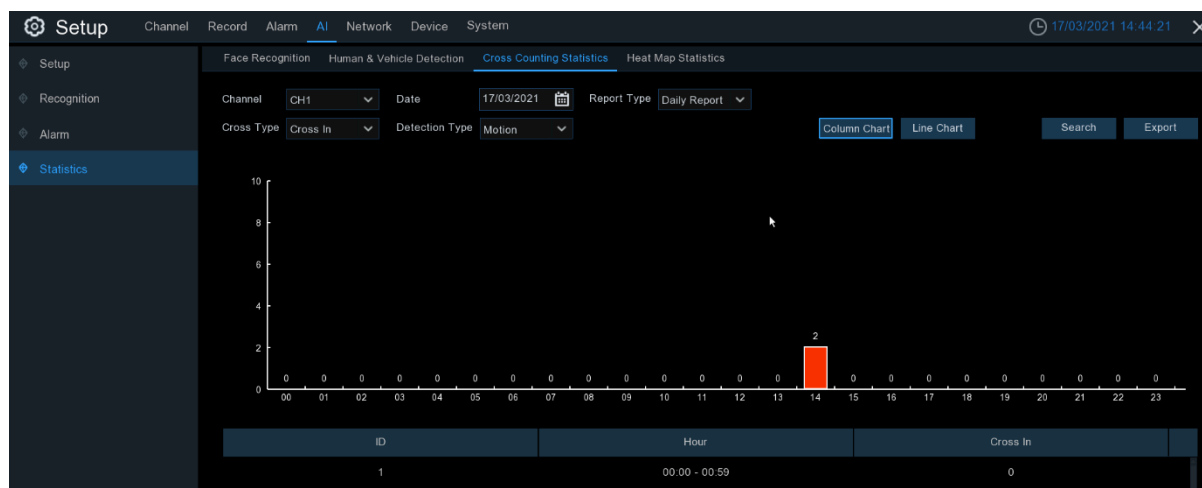 Setup Channel Record Alarm AI Network Device System 17/03/2021 14:44:21
Setup
Recognition
Alarm
Statistics
Face Recognition Human & Vehicle Detection Cross Counting Statistics Heat Map Statistics
Channel CH1 Date 17/03/2021 Report Type Daily Report
Cross Type Cross In Detection Type Motion Column Chart Line Chart Search Export
10
8
6
4
2
2
0 0 0 0 0 0 0 0 0 0 0 0 0 0 0 0 0 0 0 0 0 0 0
0
00 01 02 03 04 05 06 07 08 09 10 11 12 13 14 15 16 17 18 19 20 21 22 23
ID Hour Cross In
1 00:00 - 00:59 0